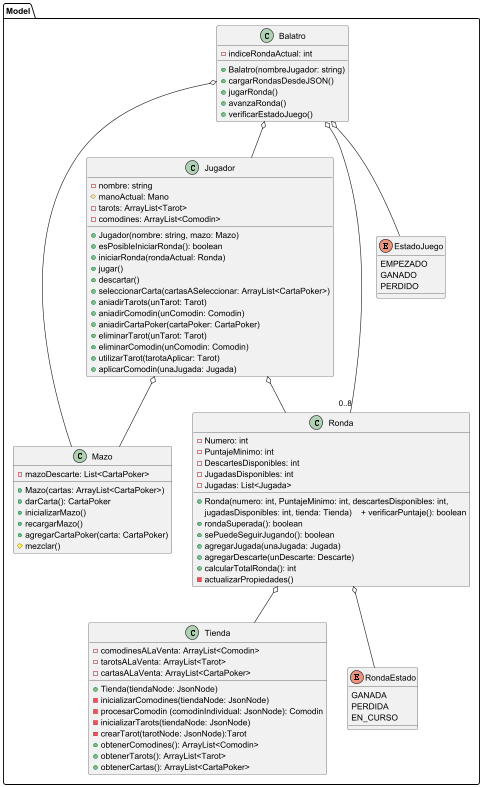 Model
C Balatro
indiceRondaActual: int
Balatro(nombreJugador: string)
cargarRondasDesdeJSON()
jugarRonda()
avanzaRonda()
verificarEstadoJuego()
C Jugador
nombre: string
manoActual: Mano
tarots: ArrayList<Tarot>
comodines: ArrayList<Comodin>
Jugador(nombre: string, mazo: Mazo)
esPosibleIniciarRonda(): boolean
iniciarRonda(rondaActual: Ronda)
jugar()
descartar()
seleccionarCarta(cartasASeleccionar: ArrayList<CartaPoker>)
aniadirTarots(unTarot: Tarot)
aniadirComodin(unComodin: Comodin)
aniadirCartaPoker(cartaPoker: CartaPoker)
eliminarTarot(unTarot: Tarot)
eliminarComodin(unComodin: Comodin)
utilizarTarot(tarotaAplicar: Tarot)
aplicarComodin(unaJugada: Jugada)
E EstadoJuego
EMPEZADO
GANADO
PERDIDO
0..8
C Mazo
mazoDescarte: List<CartaPoker>
Mazo(cartas: ArrayList<CartaPoker>)
darCarta(): CartaPoker
inicializarMazo()
recargarMazo()
agregarCartaPoker(carta: CartaPoker)
mezclar()
C Ronda
Numero: int
PuntajeMinimo: int
DescartesDisponibles: int
JugadasDisponibles: int
Jugadas: List<Jugada>
Ronda(numero: int, PuntajeMinimo: int, descartesDisponibles: int,
jugadasDisponibles: int, tienda: Tienda) + verificarPuntaje(): boolean
rondaSuperada(): boolean
sePuedeSeguirJugando(): boolean
agregarJugada(unaJugada: Jugada)
agregarDescarte(unDescarte: Descarte)
calcularTotalRonda(): int
actualizarPropiedades()
C Tienda
comodinesALaVenta: ArrayList<Comodin>
tarotsALaVenta: ArrayList<Tarot>
cartasALaVenta: ArrayList<CartaPoker>
Tienda(tiendaNode: JsonNode)
inicializarComodines(tiendaNode: JsonNode)
procesarComodin (comodinIndividual: JsonNode): Comodin
inicializarTarots(tiendaNode: JsonNode)
crearTarot(tarotNode: JsonNode):Tarot
obtenerComodines(): ArrayList<Comodin>
obtenerTarots(): ArrayList<Tarot>
obtenerCartas(): ArrayList<CartaPoker>
E RondaEstado
GANADA
PERDIDA
EN_CURSO